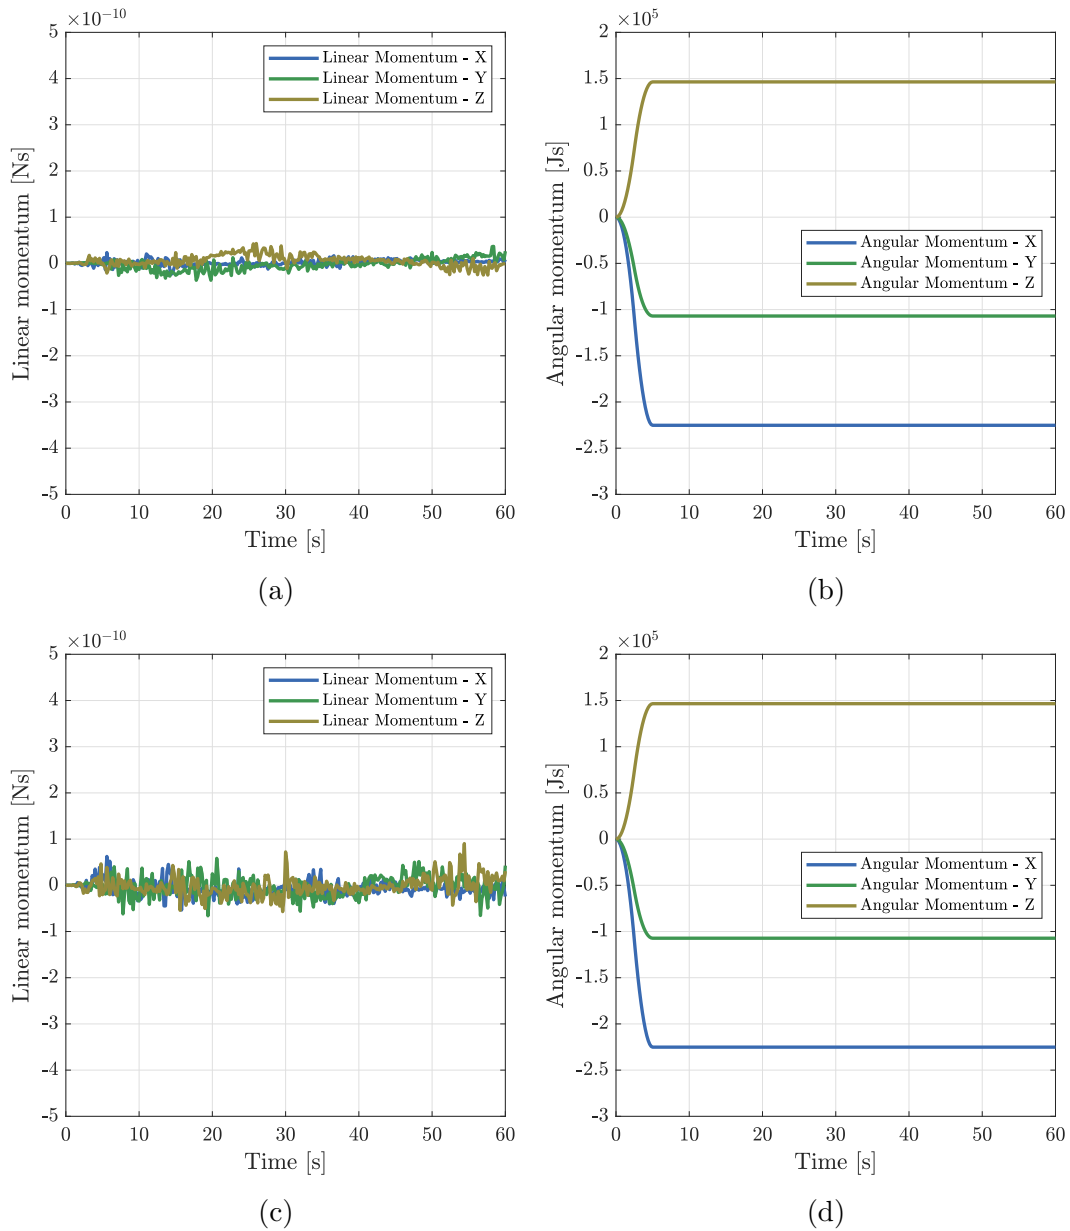 ×10⁻¹⁰
5
4
3
2
1
0
-1
-2
-3
-4
-5
Linear momentum [Ns]
Linear Momentum - X
Linear Momentum - Y
Linear Momentum - Z
0 10 20 30 40 50 60
Time [s]
(a)
×10⁵
2
1.5
1
0.5
0
-0.5
-1
-1.5
-2
-2.5
-3
Angular momentum [Js]
Angular Momentum - X
Angular Momentum - Y
Angular Momentum - Z
0 10 20 30 40 50 60
Time [s]
(b)
×10⁻¹⁰
5
4
3
2
1
0
-1
-2
-3
-4
-5
Linear momentum [Ns]
Linear Momentum - X
Linear Momentum - Y
Linear Momentum - Z
0 10 20 30 40 50 60
Time [s]
(c)
×10⁵
2
1.5
1
0.5
0
-0.5
-1
-1.5
-2
-2.5
-3
Angular momentum [Js]
Angular Momentum - X
Angular Momentum - Y
Angular Momentum - Z
0 10 20 30 40 50 60
Time [s]
(d)